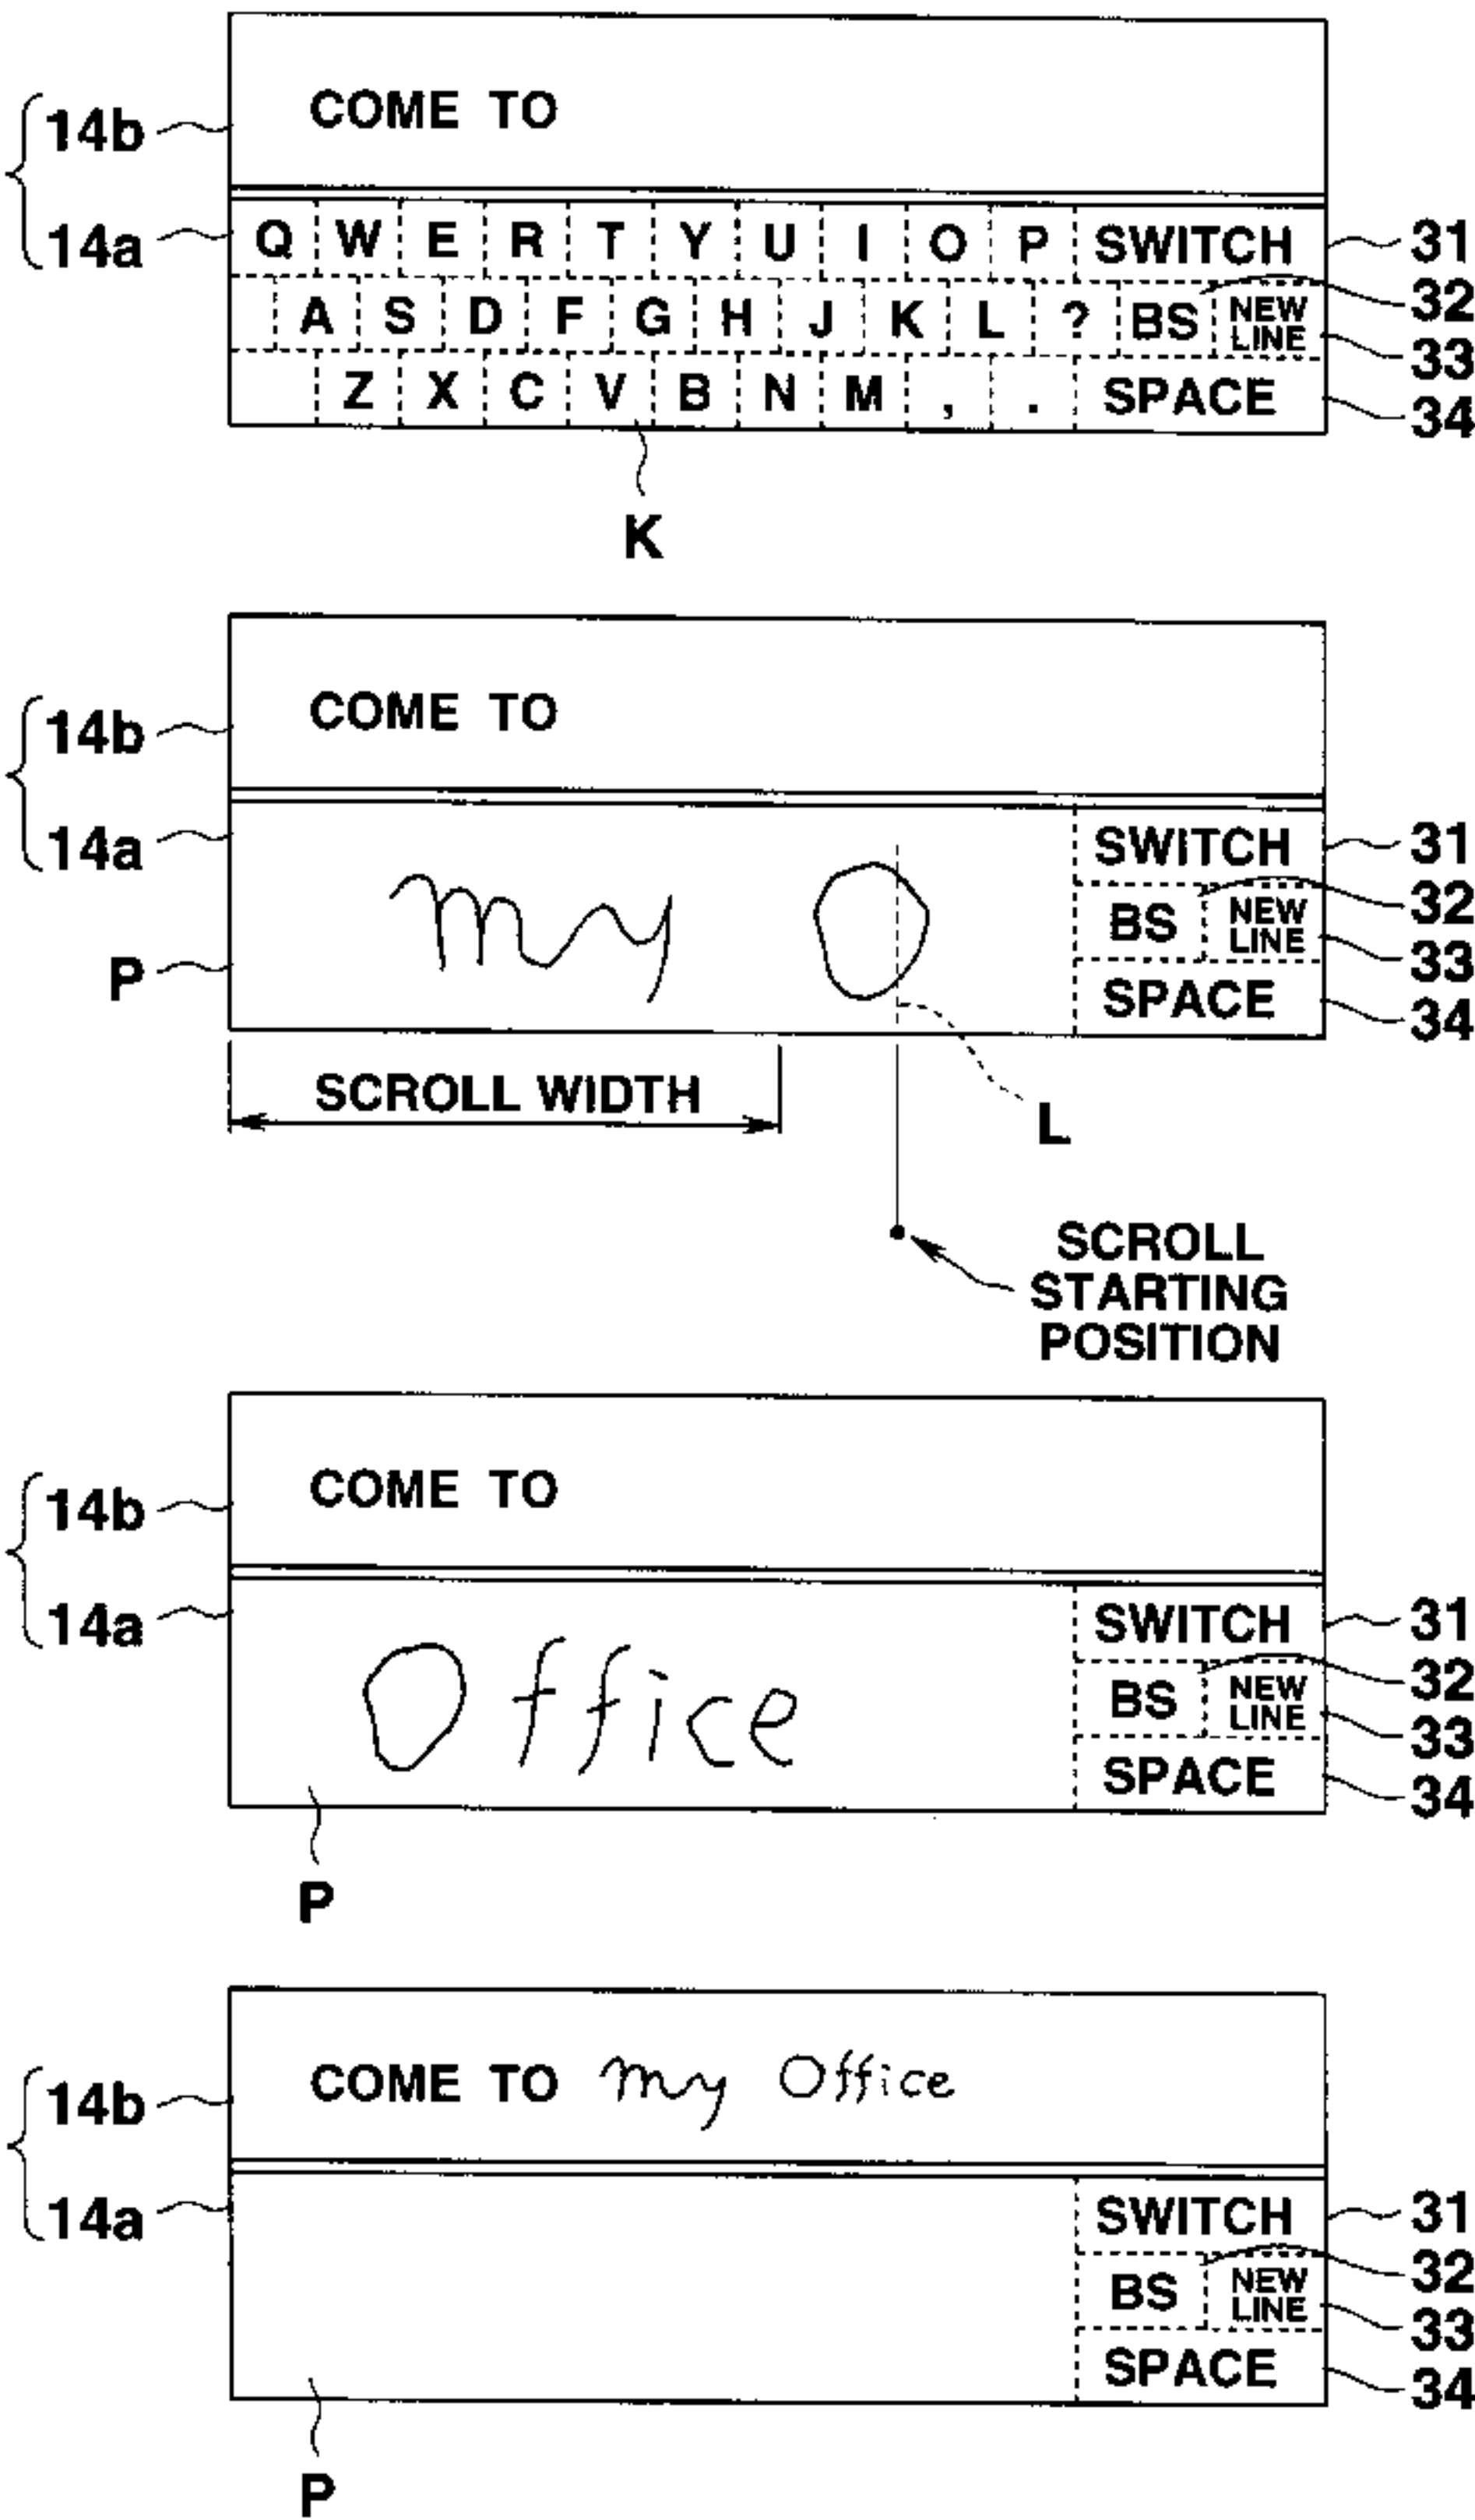 14b COME TO
14a Q W E R T Y U I O P SWITCH 31
A S D F G H J K L ? BS NEW LINE 32
33
Z X C V B N M , . SPACE 34
K
14b COME TO
14a SWITCH 31
my O BS NEW LINE 32
P 33
SPACE 34
SCROLL WIDTH
L
SCROLL
STARTING
POSITION
14b COME TO
14a SWITCH 31
Office BS NEW LINE 32
33
SPACE 34
P
14b COME TO my Office
14a SWITCH 31
BS NEW LINE 32
33
SPACE 34
P